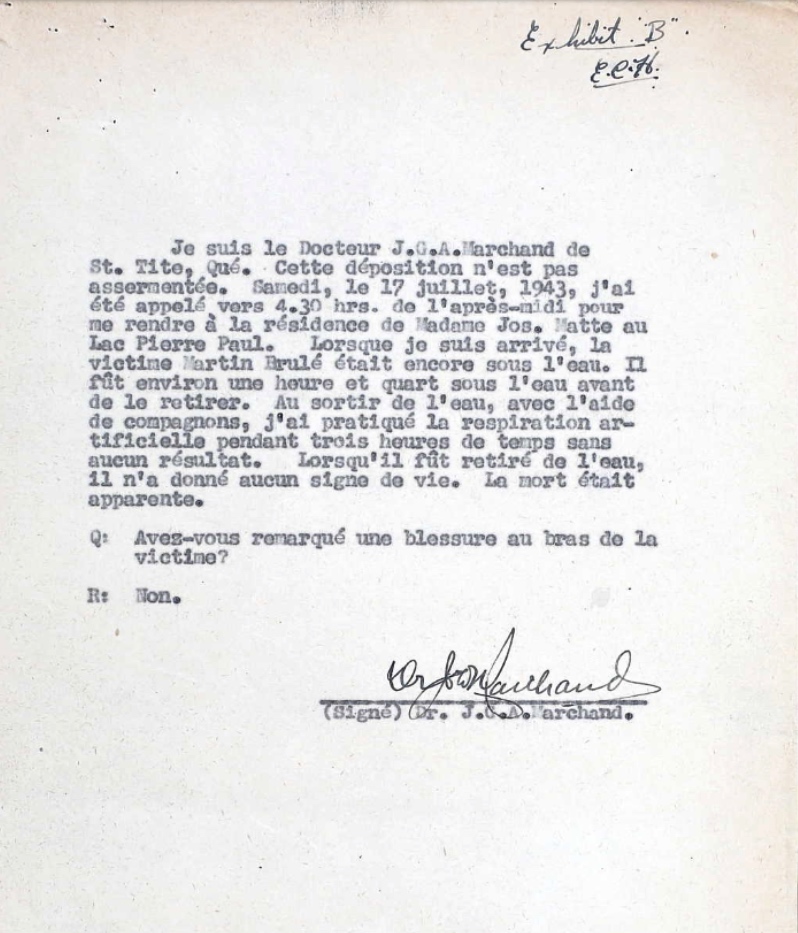 Exhibit "B".
E.C.H.
Je suis le Docteur J.G.A.Marchand de
St. Tite, Qué. Cette déposition n'est pas
assermentée. Samedi, le 17 juillet, 1943, j'ai
été appelé vers 4.30 hrs. de l'après-midi pour
me rendre à la résidence de Madame Jos. Matte au
Lac Pierre Paul. Lorsque je suis arrivé, la
victime Martin Brulé était encore sous l'eau. Il
fût environ une heure et quart sous l'eau avant
de le retirer. Au sortir de l'eau, avec l'aide
de compagnons, j'ai pratiqué la respiration ar-
tificielle pendant trois heures de temps sans
aucun résultat. Lorsqu'il fût retiré de l'eau,
il n'a donné aucun signe de vie. La mort était
apparente.
Q: Avez-vous remarqué une blessure au bras de la
victime?
R: Non.
Dr Marchand
(Signé) Dr. J.G.A.Marchand.